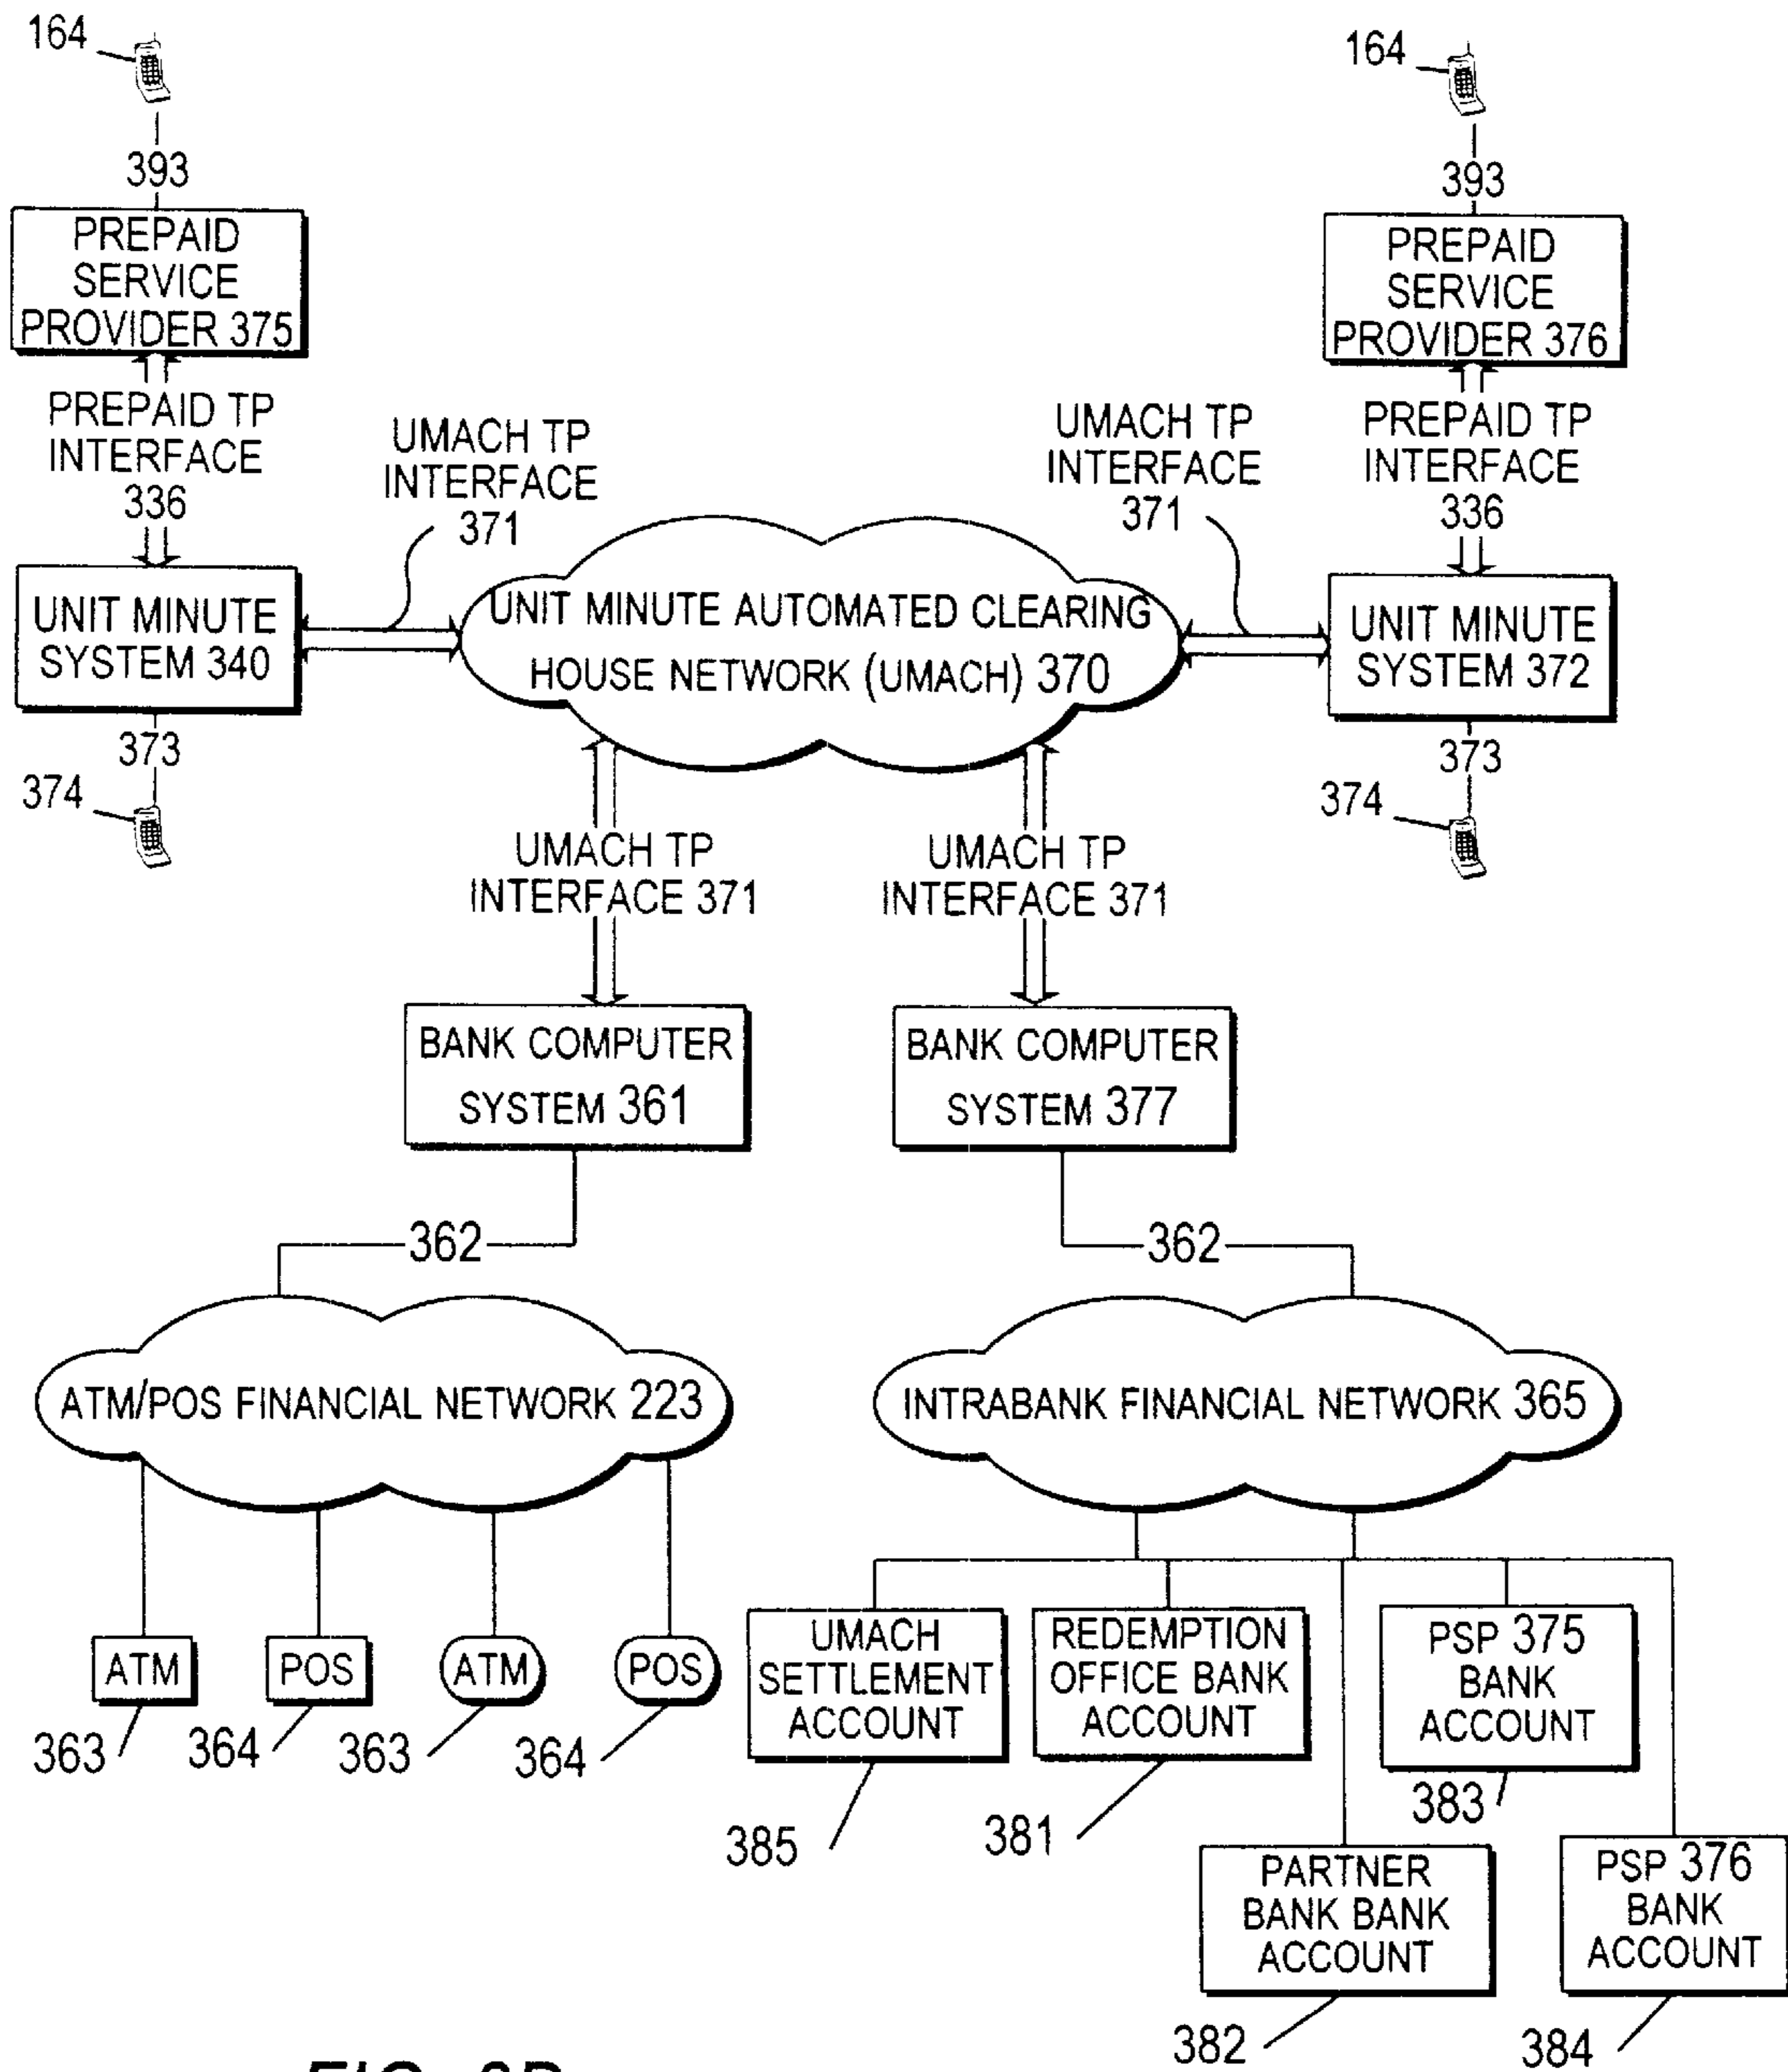 164
164
393
393
PREPAID
SERVICE
PROVIDER 375
PREPAID
SERVICE
PROVIDER 376
PREPAID TP
INTERFACE
336
UMACH TP
INTERFACE
371
UMACH TP
INTERFACE
371
PREPAID TP
INTERFACE
336
UNIT MINUTE
SYSTEM 340
UNIT MINUTE AUTOMATED CLEARING
HOUSE NETWORK (UMACH) 370
UNIT MINUTE
SYSTEM 372
373
373
374
374
UMACH TP
INTERFACE 371
UMACH TP
INTERFACE 371
BANK COMPUTER
SYSTEM 361
BANK COMPUTER
SYSTEM 377
362
362
ATM/POS FINANCIAL NETWORK 223
INTRABANK FINANCIAL NETWORK 365
ATM
POS
ATM
POS
363
364
363
364
UMACH
SETTLEMENT
ACCOUNT
REDEMPTION
OFFICE BANK
ACCOUNT
PSP 375
BANK
ACCOUNT
385
381
383
PARTNER
BANK BANK
ACCOUNT
PSP 376
BANK
ACCOUNT
382
384